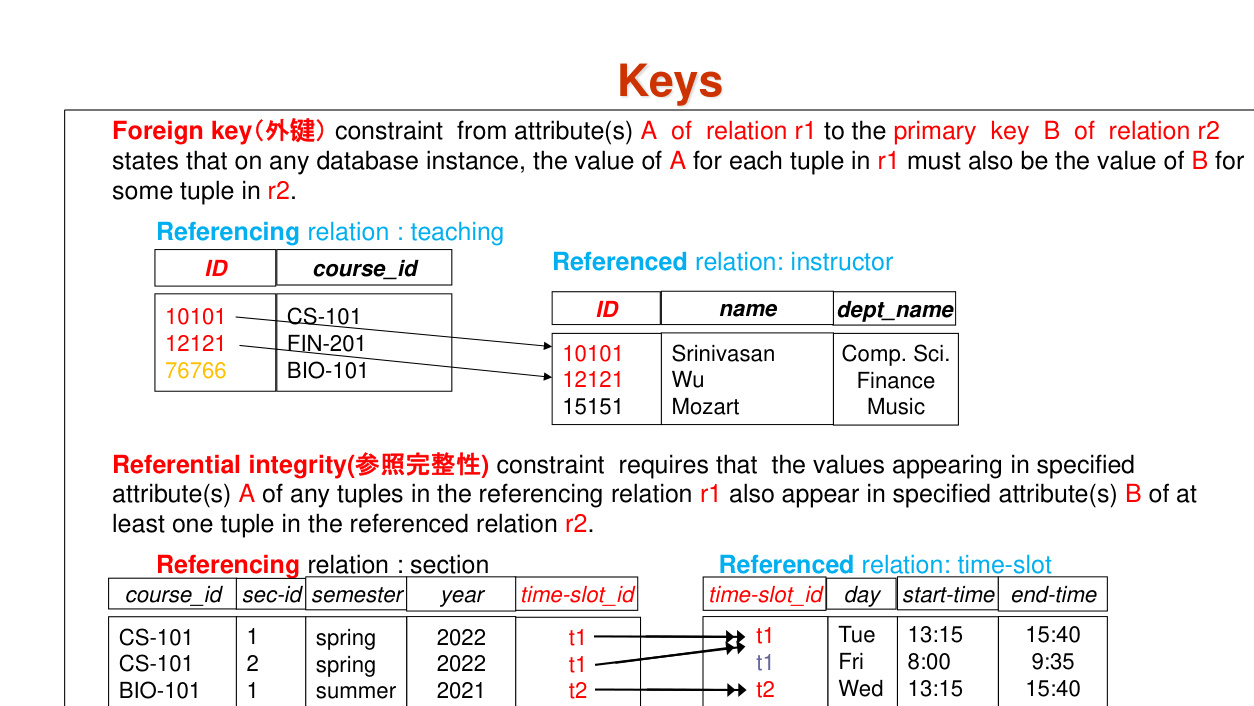 Keys
Foreign key(外键) constraint from attribute(s) A of relation r1 to the primary key B of relation r2
states that on any database instance, the value of A for each tuple in r1 must also be the value of B for
some tuple in r2.
Referencing relation : teaching
Referenced relation: instructor
ID course_id
10101 CS-101
12121 FIN-201
76766 BIO-101
ID name dept_name
10101 Srinivasan Comp. Sci.
12121 Wu Finance
15151 Mozart Music
Referential integrity(参照完整性) constraint requires that the values appearing in specified
attribute(s) A of any tuples in the referencing relation r1 also appear in specified attribute(s) B of at
least one tuple in the referenced relation r2.
Referencing relation : section
course_id sec-id semester year time-slot_id
CS-101 1 spring 2022 t1
CS-101 2 spring 2022 t1
BIO-101 1 summer 2021 t2
Referenced relation: time-slot
time-slot_id day start-time end-time
t1 Tue 13:15 15:40
t1 Fri 8:00 9:35
t2 Wed 13:15 15:40